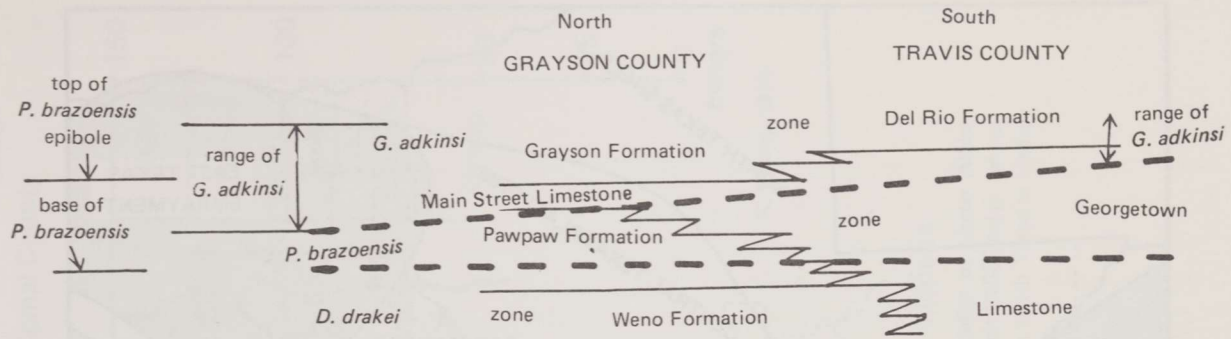 North
GRAYSON COUNTY
South
TRAVIS COUNTY
top of
P. brazoensis
epibole
base of
P. brazoensis
range of
G. adkinsi
G. adkinsi
zone
Grayson Formation
Del Rio Formation
range of
G. adkinsi
Main Street Limestone
P. brazoensis
Pawpaw Formation
zone
Georgetown
D. drakei
zone
Weno Formation
Limestone